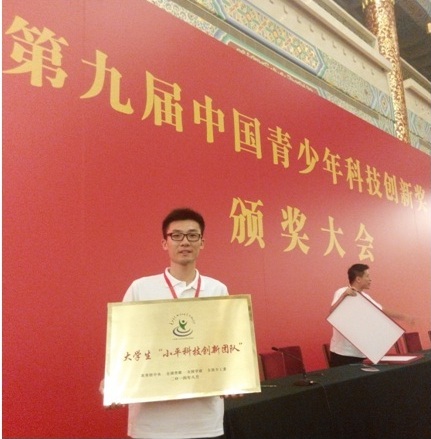 第九届中国青少年科技创新奖
颁奖大会
大学生“小平科技创新团队”